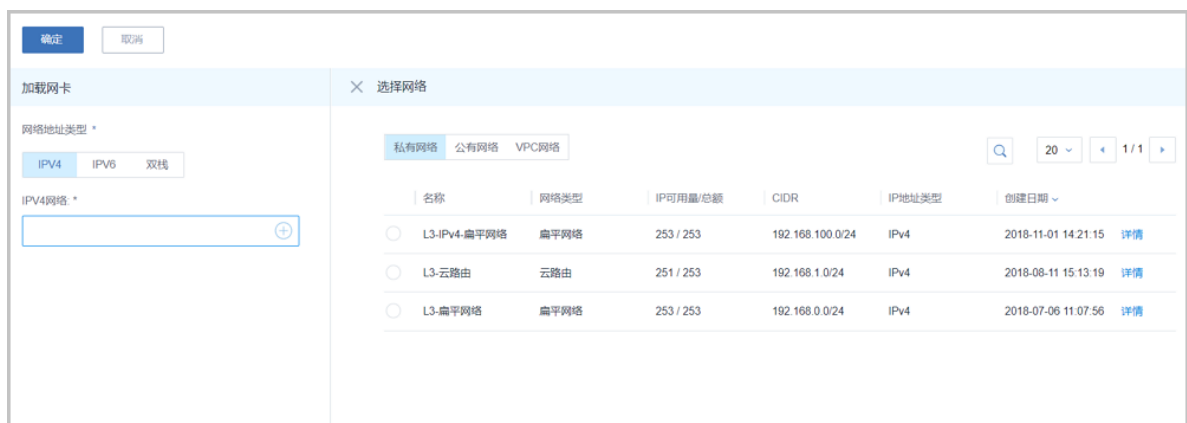 确定 取消
加载网卡
网络地址类型 *
IPV4 IPV6 双栈
IPV4网络: *
选择网络
私有网络 公有网络 VPC网络 20 1 / 1
名称 网络类型 IP可用量/总额 CIDR IP地址类型 创建日期
L3-IPv4-扁平网络 扁平网络 253 / 253 192.168.100.0/24 IPv4 2018-11-01 14:21:15 详情
L3-云路由 云路由 251 / 253 192.168.1.0/24 IPv4 2018-08-11 15:13:19 详情
L3-扁平网络 扁平网络 253 / 253 192.168.0.0/24 IPv4 2018-07-06 11:07:56 详情